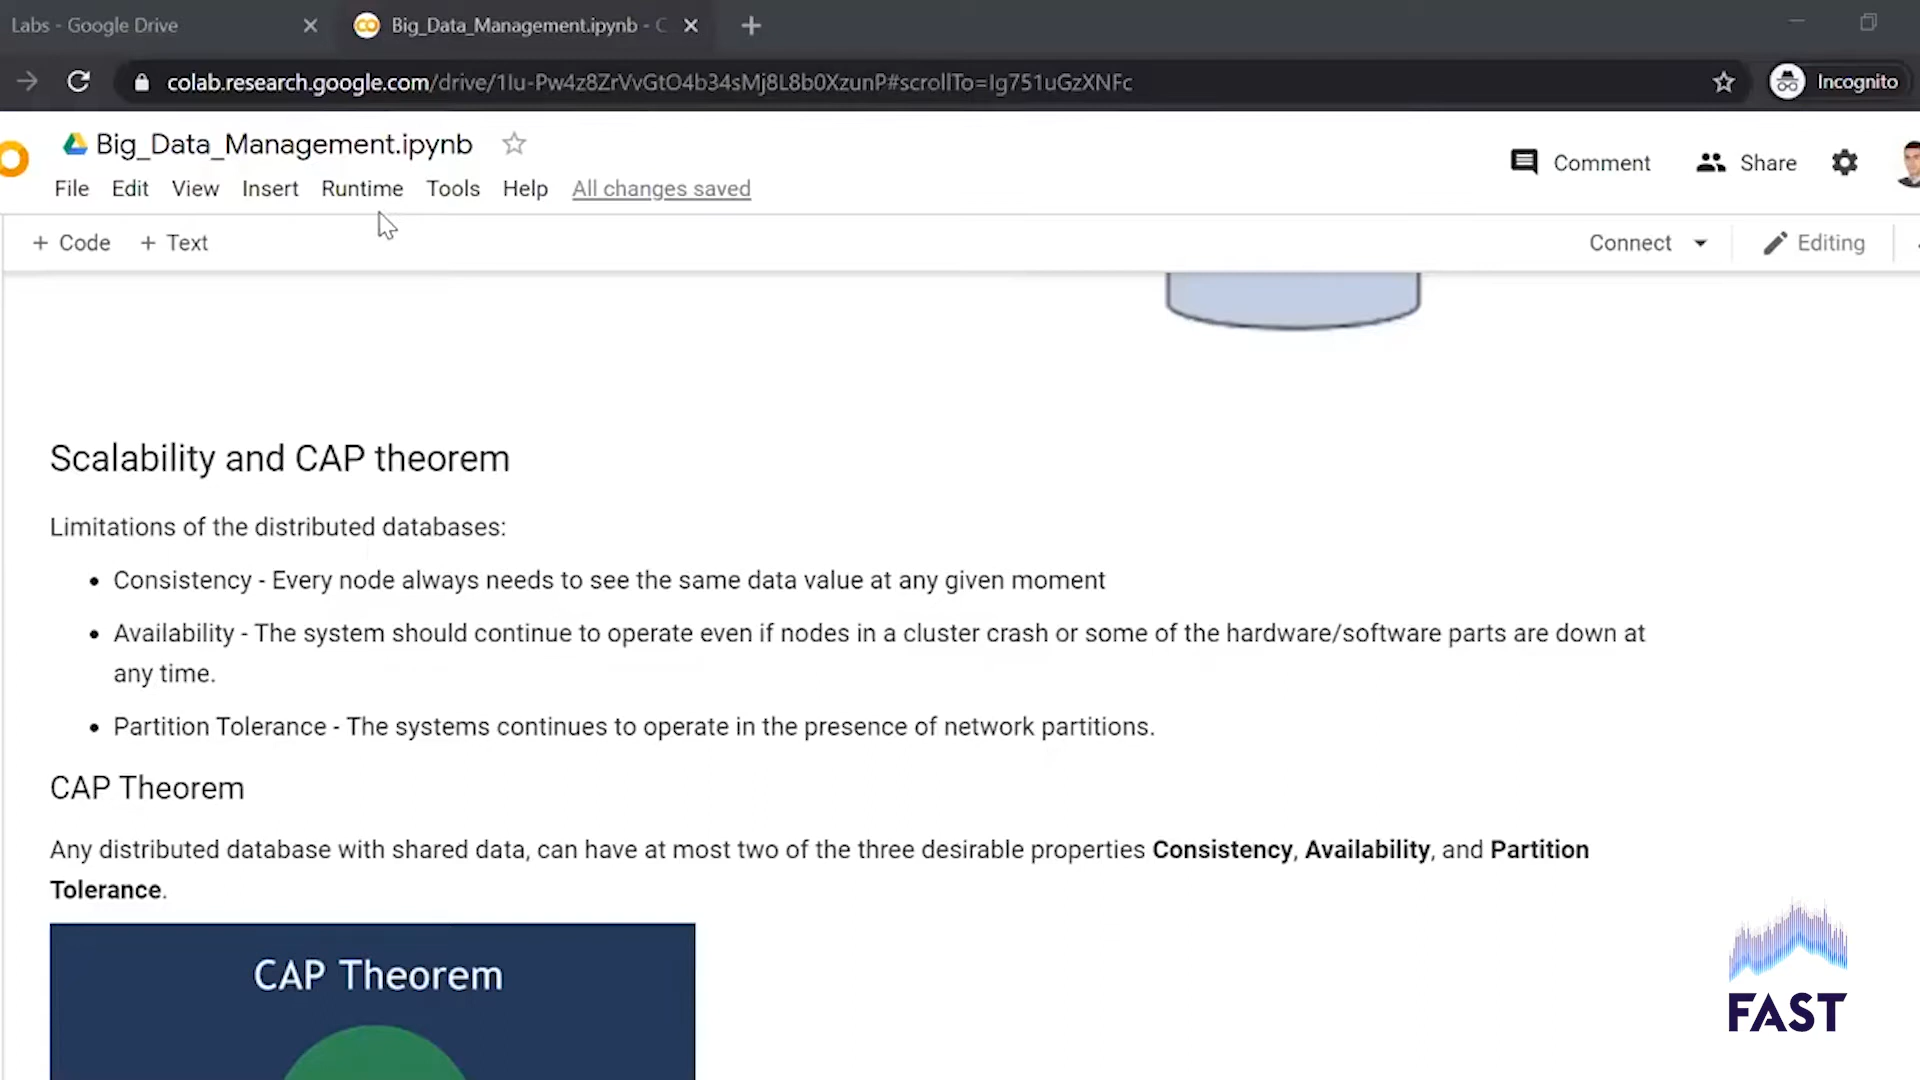 Labs - Google Drive
Big_Data_Management.ipynb - C
colab.research.google.com/drive/1Iu-Pw4z8ZrVvGtO4b34sMj8L8b0XzunP#scrollTo=Ig751uGzXNFc
Incognito
Big_Data_Management.ipynb
Comment
Share
File Edit View Insert Runtime Tools Help All changes saved
+ Code + Text
Connect
Editing
Scalability and CAP theorem
Limitations of the distributed databases:
• Consistency - Every node always needs to see the same data value at any given moment
• Availability - The system should continue to operate even if nodes in a cluster crash or some of the hardware/software parts are down at
any time.
• Partition Tolerance - The systems continues to operate in the presence of network partitions.
CAP Theorem
Any distributed database with shared data, can have at most two of the three desirable properties Consistency, Availability, and Partition
Tolerance.
CAP Theorem
FAST